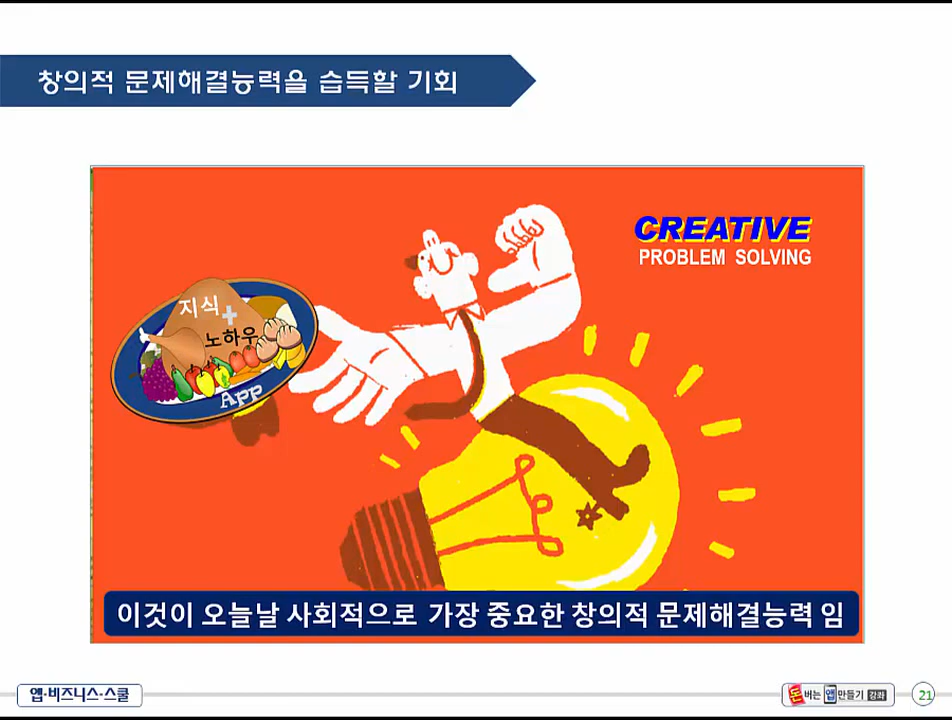 창의적 문제해결능력을 습득할 기회
CREATIVE
PROBLEM SOLVING
지식
+
노하우
APP
이것이 오늘날 사회적으로 가장 중요한 창의적 문제해결능력 임
앱·비즈니스·스쿨
돈버는 앱만들기 강좌
21